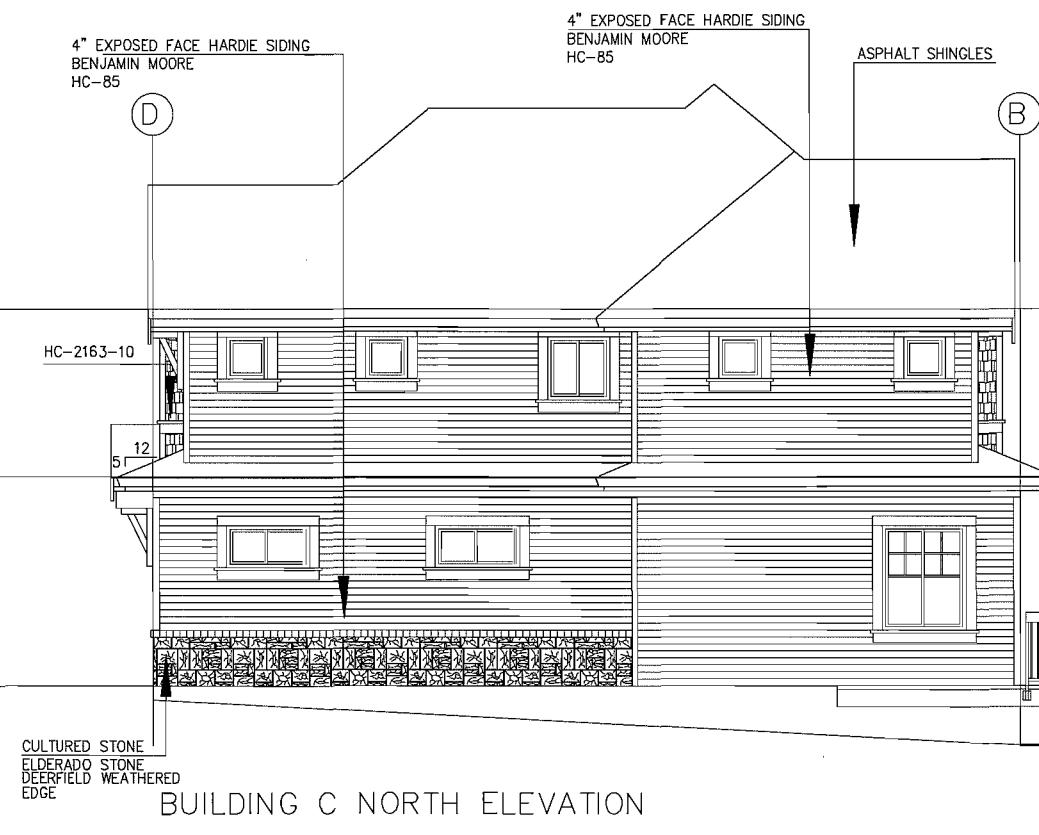 4" EXPOSED FACE HARDIE SIDING
BENJAMIN MOORE
HC-85
4" EXPOSED FACE HARDIE SIDING
BENJAMIN MOORE
HC-85
ASPHALT SHINGLES
D
B
HC-2163-10
12
5
CULTURED STONE
ELDERADO STONE
DEERFIELD WEATHERED
EDGE
BUILDING C NORTH ELEVATION